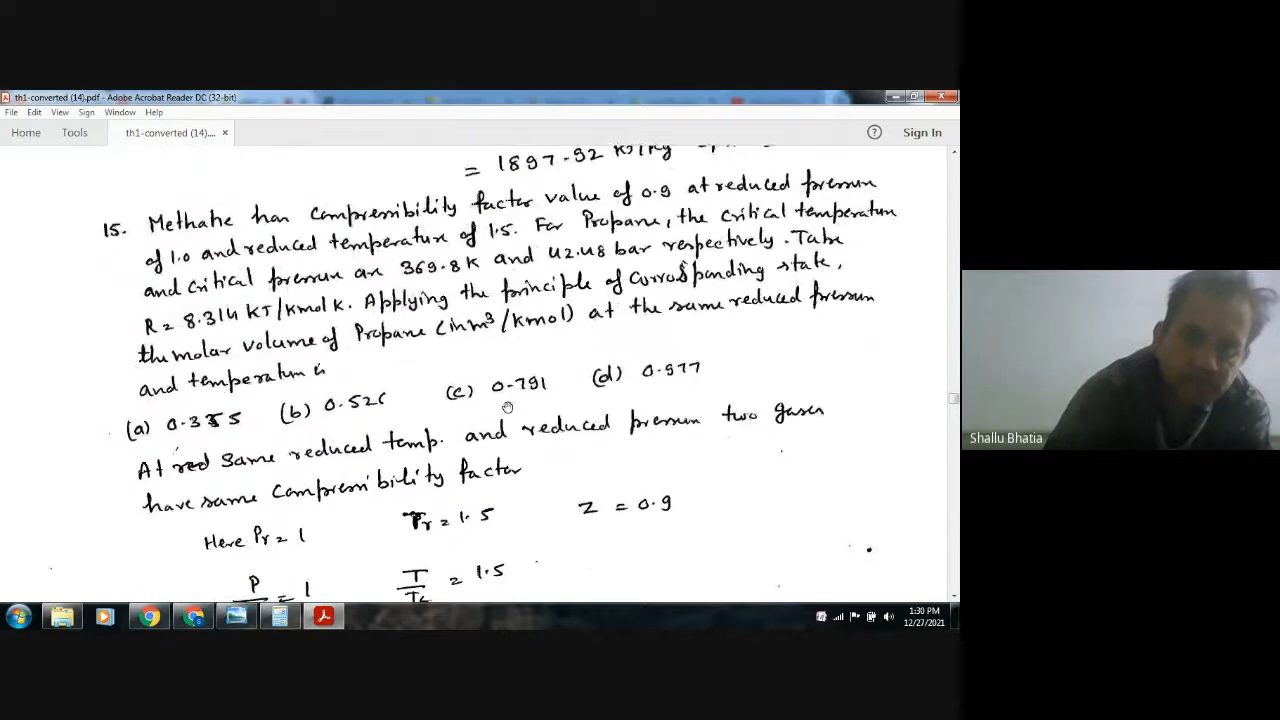 th1-converted (14).pdf - Adobe Acrobat Reader DC (32-bit)
File Edit View Sign Window Help
Home Tools th1-converted (14).... × ? Sign In
= 1897.92 KJ/Kg
15. Methane has compressibility factor value of 0.9 at reduced pressure
of 1.0 and reduced temperature of 1.5. For Propane, the critical temperature
and critical pressure are 369.8 K and 42.48 bar respectively. Take
R = 8.314 KJ/Kmol K. Applying the principle of corrosponding state,
the molar volume of Propane (in m³/Kmol) at the same reduced pressure
and temperature is
(a) 0.355 (b) 0.526 (c) 0.791 (d) 0.977
At same reduced temp. and reduced pressure two gases
have same compressibility factor
Here Pr = 1 Tr = 1.5 Z = 0.9
P/ = 1 T/Tc = 1.5
Shallu Bhatia
1:30 PM
12/27/2021